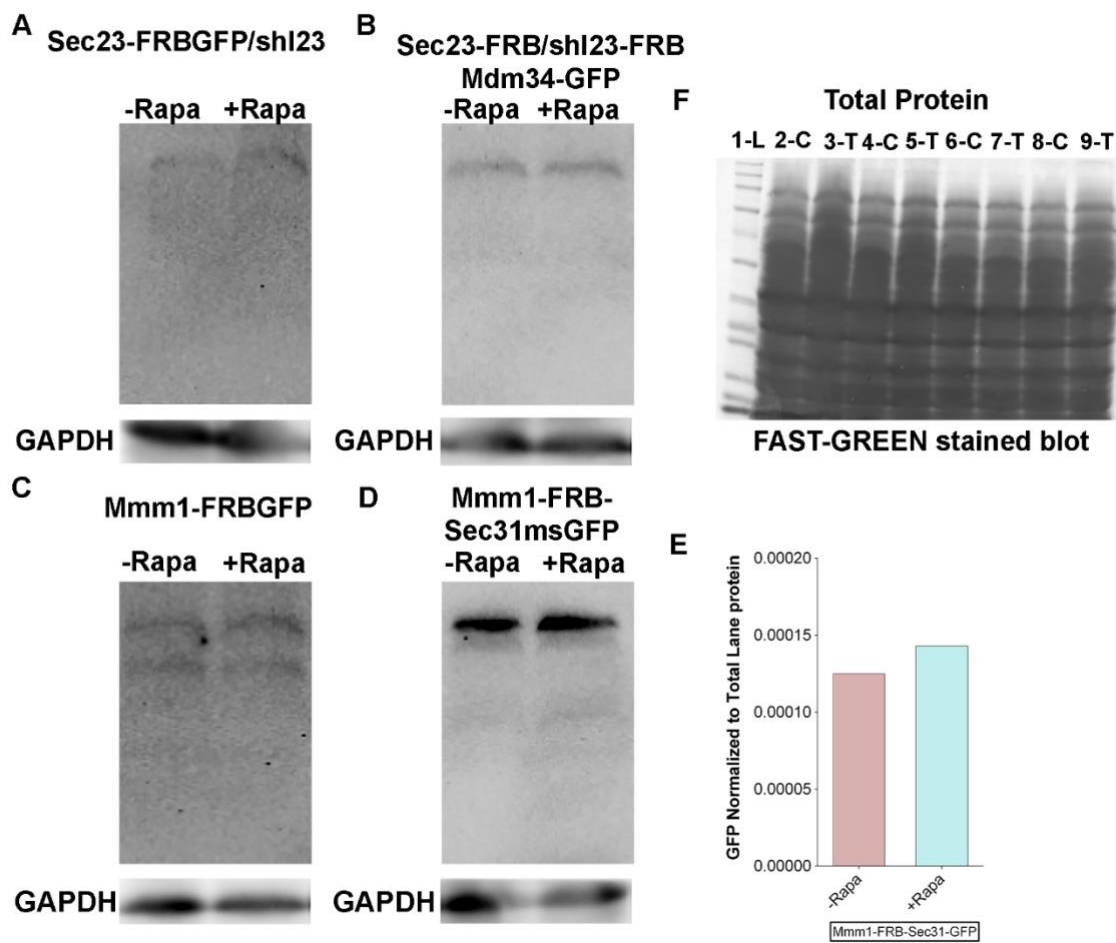 A
Sec23-FRBGFP/shl23
-Rapa +Rapa
GAPDH
B
Sec23-FRB/shl23-FRB
Mdm34-GFP
-Rapa +Rapa
GAPDH
F
Total Protein
1-L 2-C 3-T 4-C 5-T 6-C 7-T 8-C 9-T
FAST-GREEN stained blot
C
Mmm1-FRBGFP
-Rapa +Rapa
GAPDH
D
Mmm1-FRB-
Sec31msGFP
-Rapa +Rapa
GAPDH
E
GFP Normalized to Total Lane protein
0.00020
0.00015
0.00010
0.00005
0.00000
-Rapa
+Rapa
Mmm1-FRB-Sec31-GFP